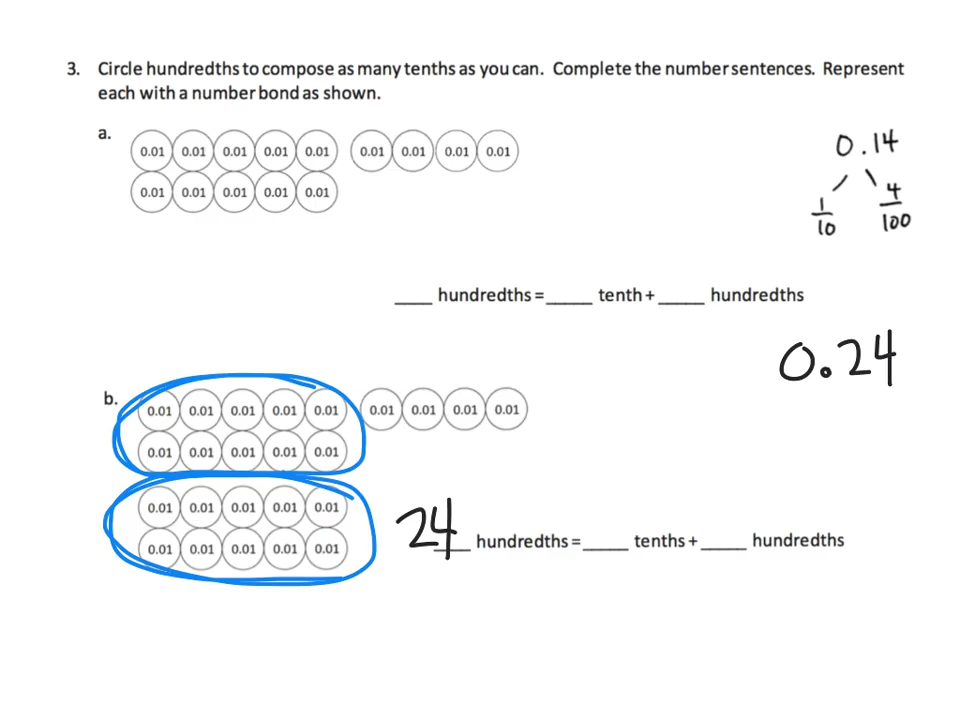 3. Circle hundredths to compose as many tenths as you can. Complete the number sentences. Represent
each with a number bond as shown.
a.
0.01 0.01 0.01 0.01 0.01 0.01 0.01 0.01 0.01
0.01 0.01 0.01 0.01 0.01
0.14
1/10 4/100
____ hundredths = _____ tenth + _____ hundredths
0.24
b.
0.01 0.01 0.01 0.01 0.01 0.01 0.01 0.01 0.01
0.01 0.01 0.01 0.01 0.01
0.01 0.01 0.01 0.01 0.01
0.01 0.01 0.01 0.01 0.01
24 hundredths = _____ tenths + _____ hundredths